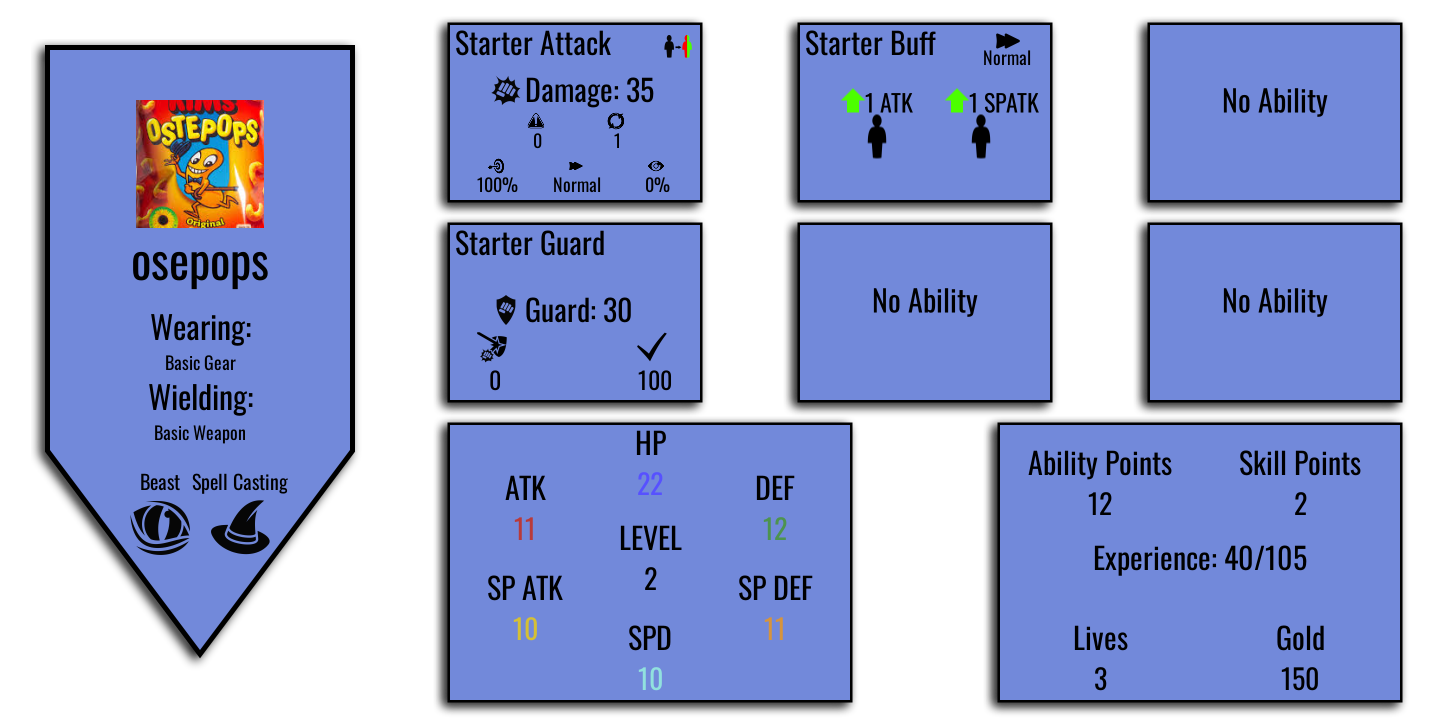 KiMs
OSTEPOPS
Original
osepops
Wearing:
Basic Gear
Wielding:
Basic Weapon
Beast Spell Casting
Starter Attack
Damage: 35
0 1
100% Normal 0%
Starter Buff
Normal
1 ATK 1 SPATK
No Ability
Starter Guard
Guard: 30
0 100
No Ability
No Ability
HP
22
ATK DEF
11 12
LEVEL
2
SP ATK SP DEF
10 11
SPD
10
Ability Points Skill Points
12 2
Experience: 40/105
Lives Gold
3 150